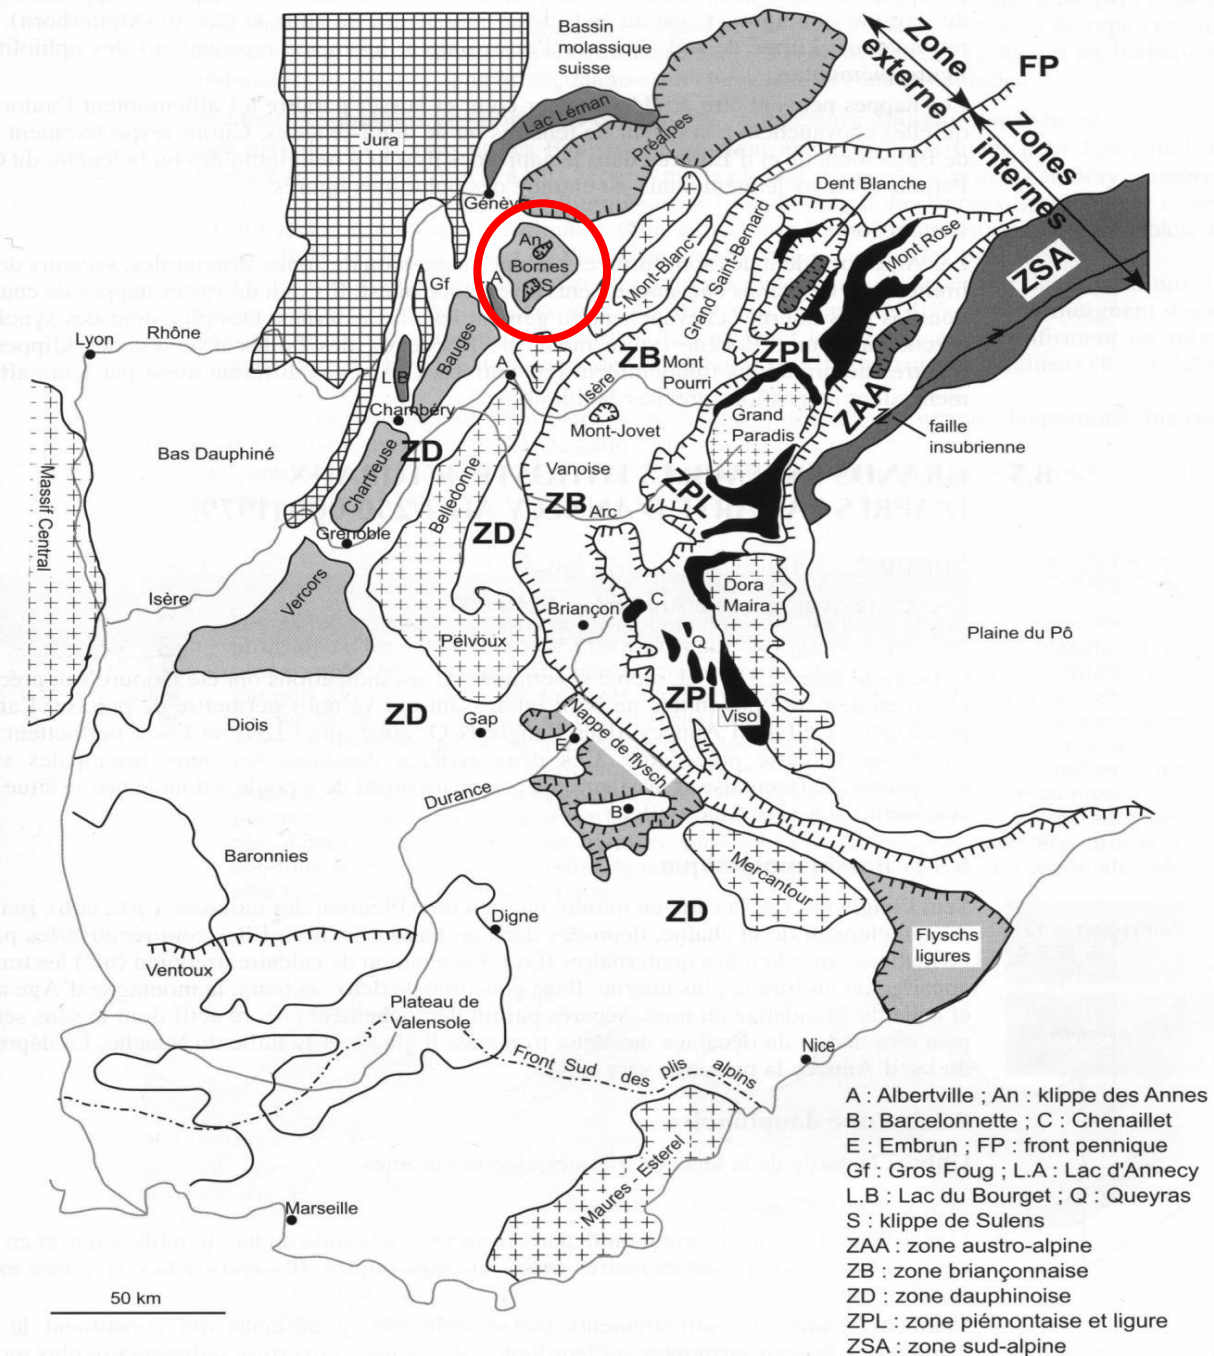 Bassin
molassique
suisse
Zone
externe
FP
Zones
internes
Lac Léman
Préalpes
Jura
Dent Blanche
Genève
An
Bornes
S
L.A
Gf
Mont-Blanc
Grand Saint-Bernard
Mont Rose
ZSA
Rhône
Lyon
Bauges
L.B
A
ZB
Mont
Pourri
ZPL
ZAA
Isère
Chambéry
Mont-Jovet
Grand
Paradis
faille
insubrienne
Bas Dauphiné
ZD
Vanoise
Massif Central
Chartreuse
Belledonne
ZPL
ZB
Arc
Grenoble
ZD
Isère
Vercors
Dora
Maira
C
Briançon
Plaine du Pô
Pelvoux
Q
ZPL
Viso
Diois
ZD
Gap
E
Nappe de flysch
Durance
B
Baronnies
Mercantour
ZD
Digne
Flyschs
ligures
Ventoux
Plateau de
Valensole
Front Sud des plis alpins
Nice
Maures - Esterel
Marseille
50 km
A : Albertville ; An : klippe des Annes
B : Barcelonnette ; C : Chenaillet
E : Embrun ; FP : front pennique
Gf : Gros Foug ; L.A : Lac d'Annecy
L.B : Lac du Bourget ; Q : Queyras
S : klippe de Sulens
ZAA : zone austro-alpine
ZB : zone briançonnaise
ZD : zone dauphinoise
ZPL : zone piémontaise et ligure
ZSA : zone sud-alpine